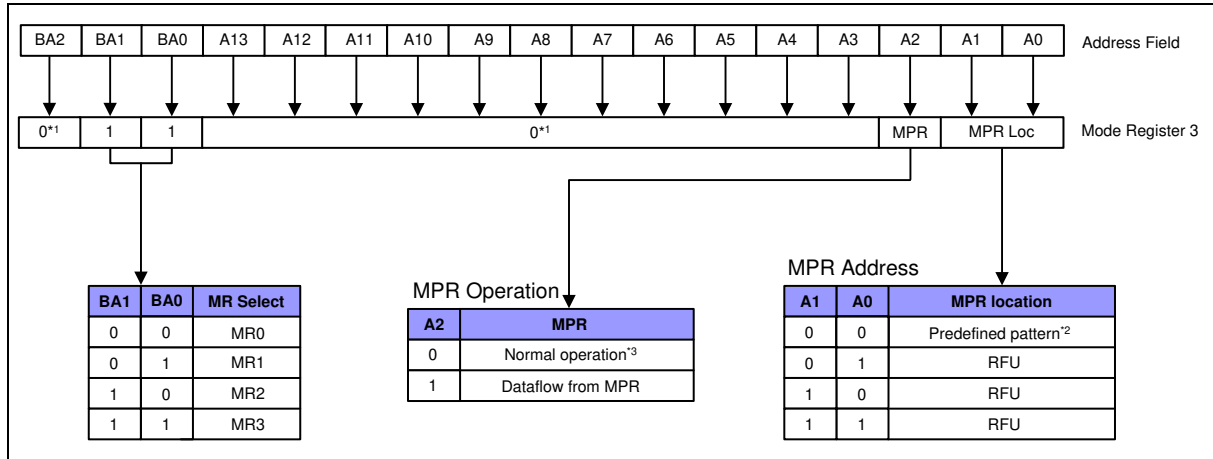 BA2 BA1 BA0 A13 A12 A11 A10 A9 A8 A7 A6 A5 A4 A3 A2 A1 A0 Address Field
0*1 1 1 0*1 MPR MPR Loc Mode Register 3
MPR Address
MPR Operation
BA1 BA0 MR Select
0 0 MR0
0 1 MR1
1 0 MR2
1 1 MR3
A2 MPR
0 Normal operation*3
1 Dataflow from MPR
A1 A0 MPR location
0 0 Predefined pattern*2
0 1 RFU
1 0 RFU
1 1 RFU